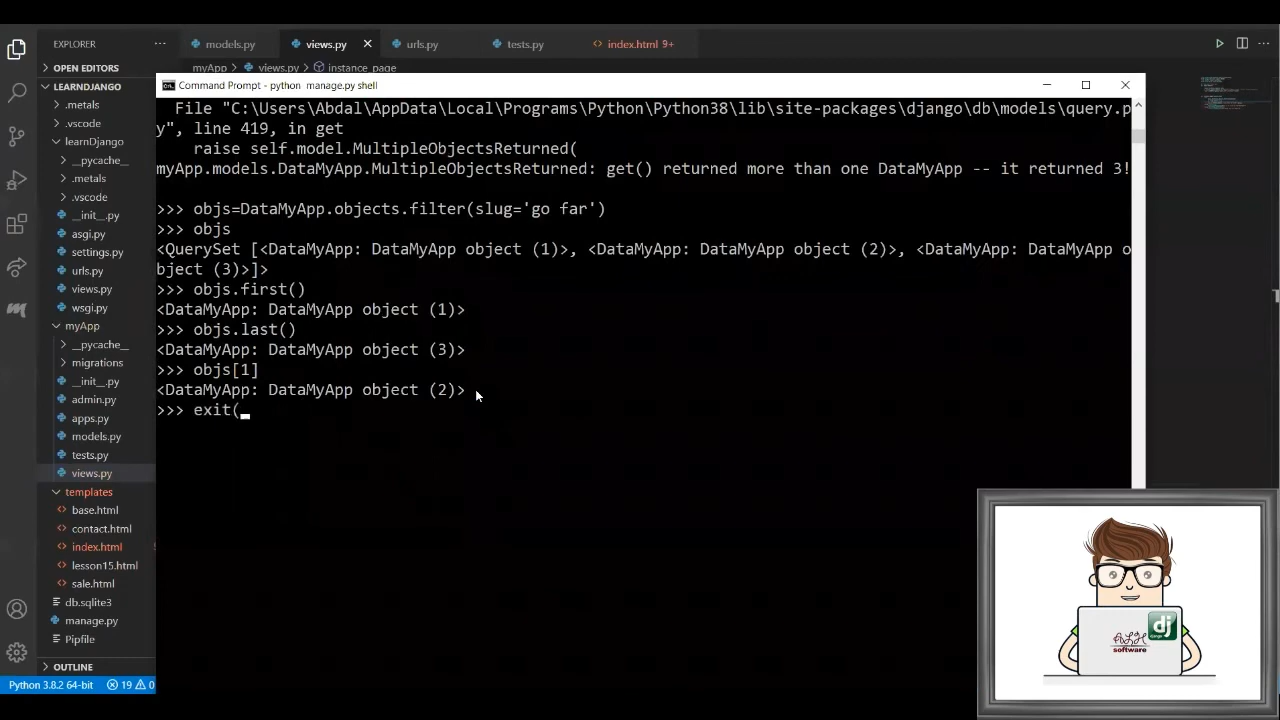 EXPLORER
models.py
views.py
urls.py
tests.py
index.html 9+
OPEN EDITORS
myApp > views.py > instance_page
LEARNDJANGO
.metals
.vscode
learnDjango
__pycache__
.metals
.vscode
__init__.py
asgi.py
settings.py
urls.py
views.py
wsgi.py
myApp
__pycache__
migrations
__init__.py
admin.py
apps.py
models.py
tests.py
views.py
templates
base.html
contact.html
index.html
lesson15.html
sale.html
db.sqlite3
manage.py
Pipfile
OUTLINE
Python 3.8.2 64-bit
19
0
Command Prompt - python manage.py shell
File "C:\Users\Abdal\AppData\Local\Programs\Python\Python38\lib\site-packages\django\db\models\query.p
y", line 419, in get
raise self.model.MultipleObjectsReturned(
myApp.models.DataMyApp.MultipleObjectsReturned: get() returned more than one DataMyApp -- it returned 3!
>>> objs=DataMyApp.objects.filter(slug='go far')
>>> objs
<QuerySet [<DataMyApp: DataMyApp object (1)>, <DataMyApp: DataMyApp object (2)>, <DataMyApp: DataMyApp o
bject (3)>]>
>>> objs.first()
<DataMyApp: DataMyApp object (1)>
>>> objs.last()
<DataMyApp: DataMyApp object (3)>
>>> objs[1]
<DataMyApp: DataMyApp object (2)>
>>> exit(
dj
django
software